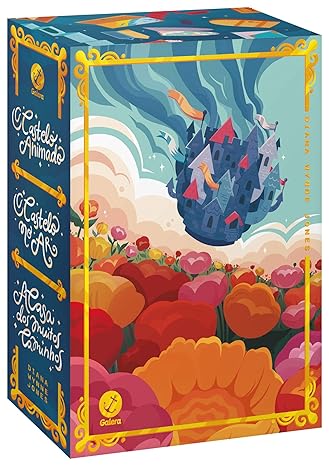 Galera
O Castelo
Animado
O Castelo
no Ar
A Casa
dos Muitos
Caminhos
DIANA
WYNNE
JONES
DIANA WYNNE JONES
Galera